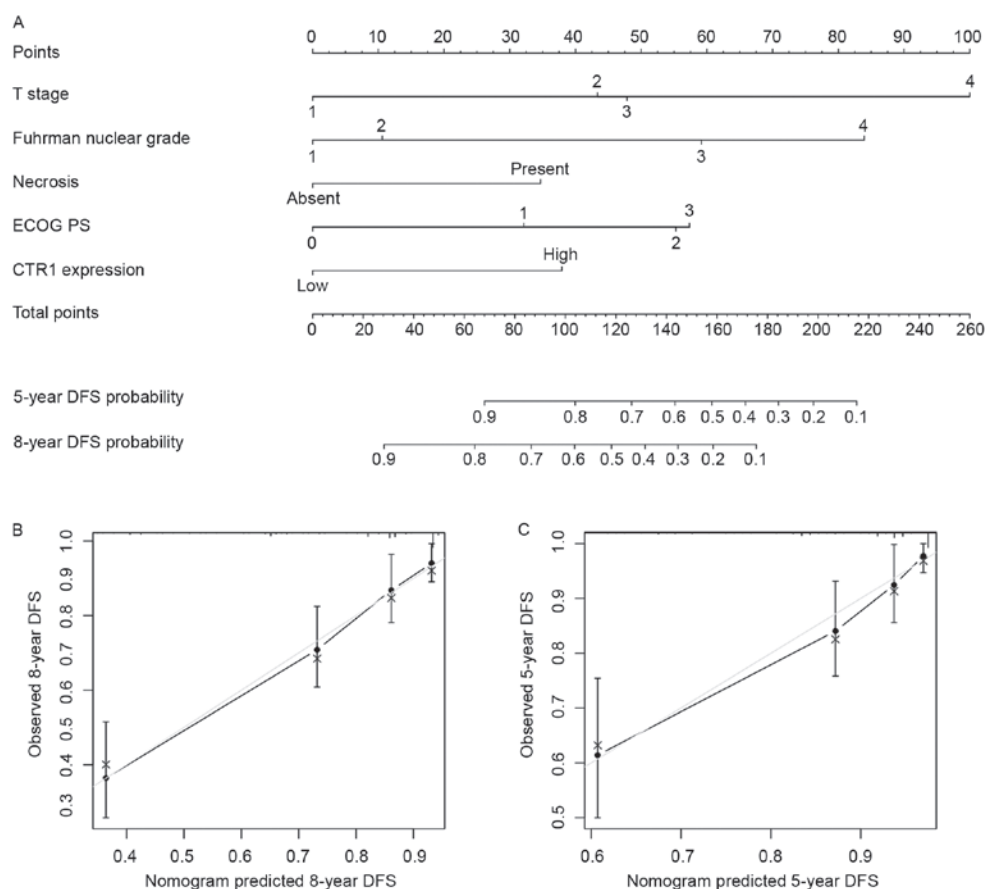 A
Points 0 10 20 30 40 50 60 70 80 90 100
T stage 1 2 3 4
Fuhrman nuclear grade 1 2 3 4
Necrosis Absent Present
ECOG PS 0 1 2 3
CTR1 expression Low High
Total points 0 20 40 60 80 100 120 140 160 180 200 220 240 260
5-year DFS probability 0.9 0.8 0.7 0.6 0.5 0.4 0.3 0.2 0.1
8-year DFS probability 0.9 0.8 0.7 0.6 0.5 0.4 0.3 0.2 0.1
B
Observed 8-year DFS
1.0
0.9
0.8
0.7
0.6
0.5
0.4
0.3
0.4 0.5 0.6 0.7 0.8 0.9
Nomogram predicted 8-year DFS
C
Observed 5-year DFS
1.0
0.9
0.8
0.7
0.6
0.5
0.6 0.7 0.8 0.9
Nomogram predicted 5-year DFS